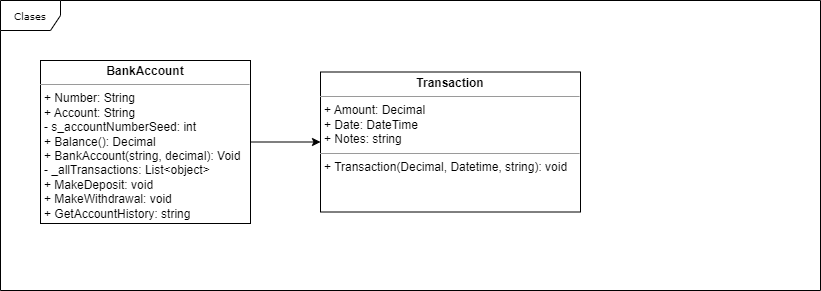 Clases
BankAccount
+ Number: String
+ Account: String
- s_accountNumberSeed: int
+ Balance(): Decimal
+ BankAccount(string, decimal): Void
- _allTransactions: List<object>
+ MakeDeposit: void
+ MakeWithdrawal: void
+ GetAccountHistory: string
Transaction
+ Amount: Decimal
+ Date: DateTime
+ Notes: string
+ Transaction(Decimal, Datetime, string): void